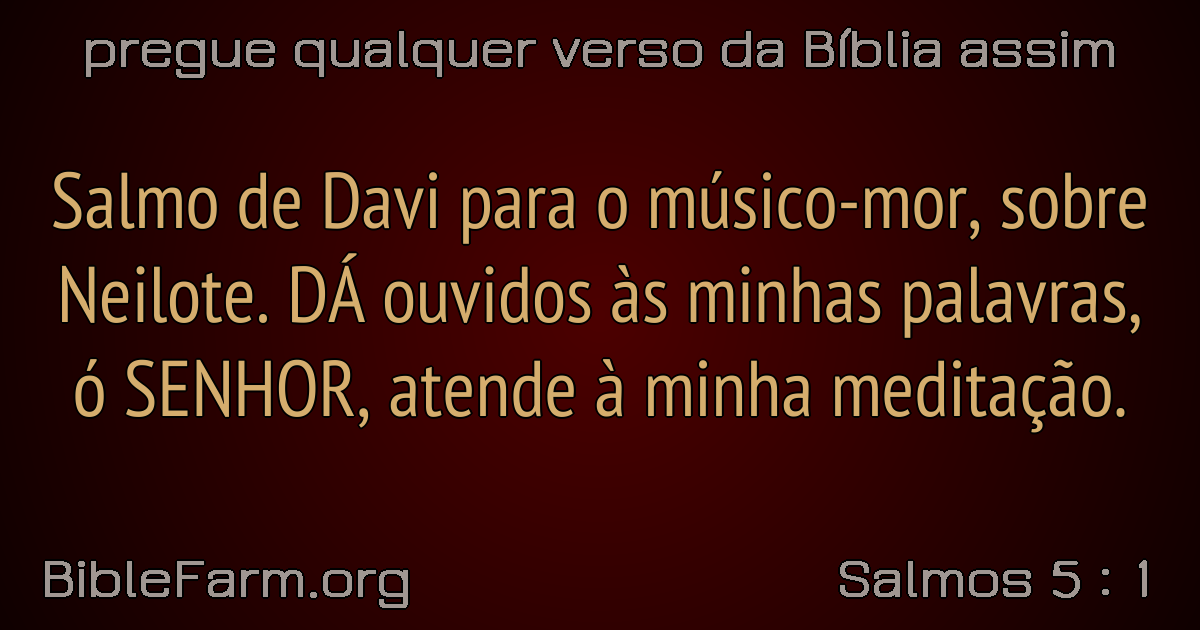 pregue qualquer verso da Bíblia assim
Salmo de Davi para o músico-mor, sobre
Neilote. DÁ ouvidos às minhas palavras,
ó SENHOR, atende à minha meditação.
BibleFarm.org
Salmos 5 : 1